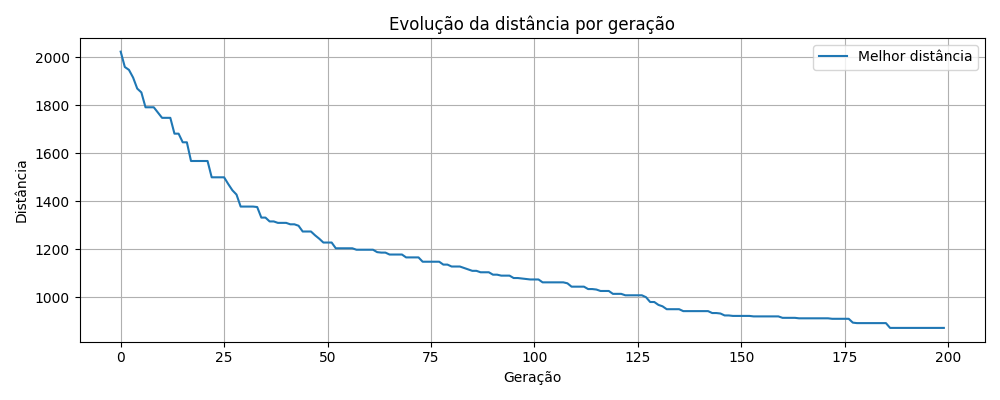 Evolução da distância por geração
Melhor distância
Distância
2000
1800
1600
1400
1200
1000
0 25 50 75 100 125 150 175 200
Geração